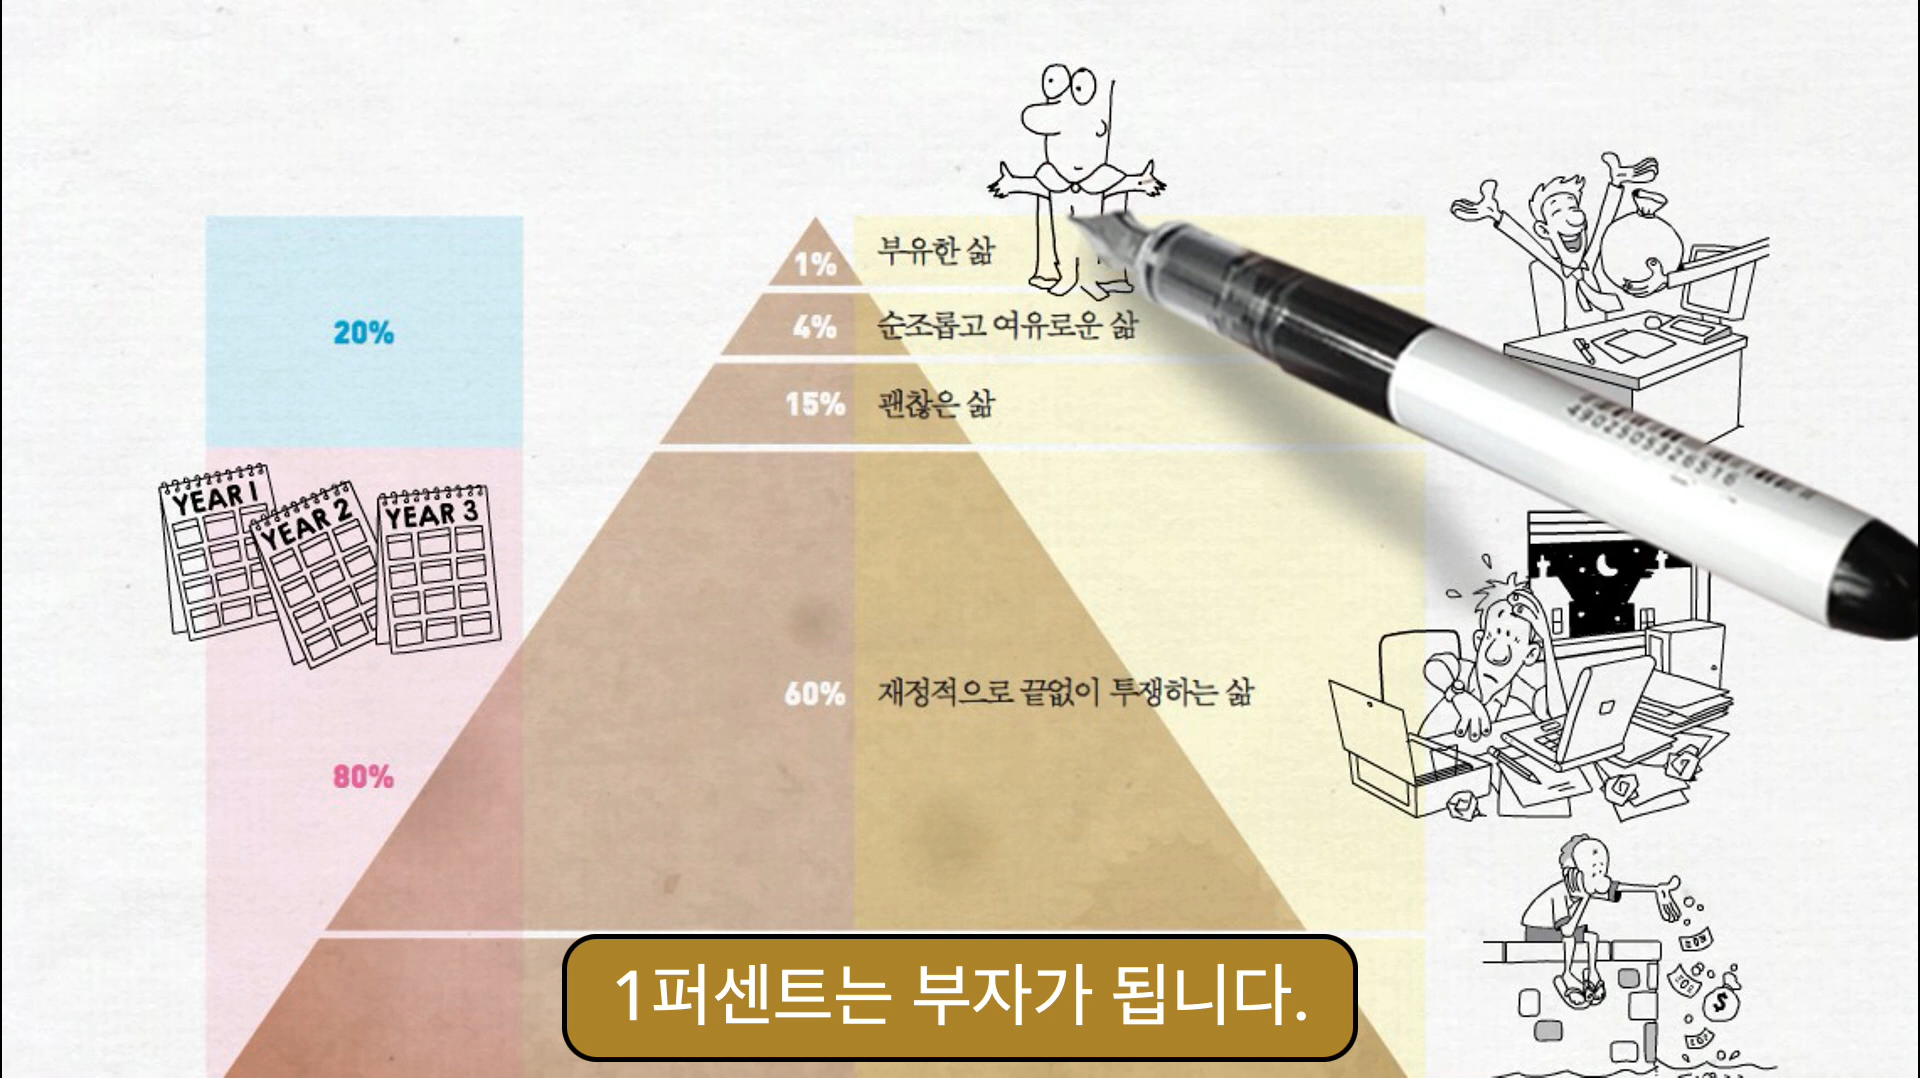 20%
1%
부유한 삶
4%
순조롭고 여유로운 삶
15%
괜찮은 삶
YEAR 1
YEAR 2
YEAR 3
60%
재정적으로 끝없이 투쟁하는 삶
80%
4902505326516
$
1퍼센트는 부자가 됩니다.